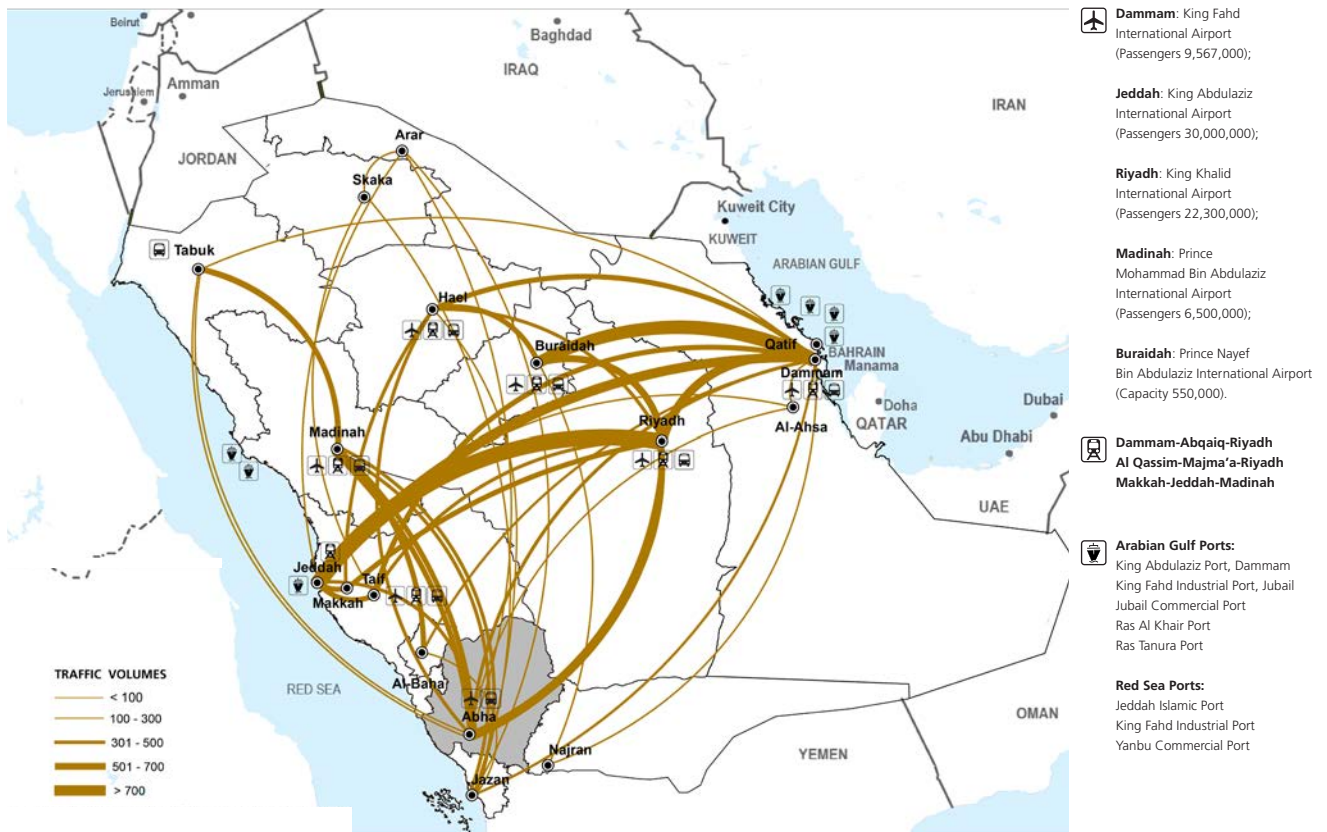 Beirut
Baghdad
IRAQ
Amman
Jerusalem
JORDAN
IRAN
Arar
Skaka
Kuweit City
KUWEIT
Tabuk
ARABIAN GULF
Hael
Buraidah
Qatif
BAHRAIN
Manama
Dammam
Doha
QATAR
Dubai
Al-Ahsa
Abu Dhabi
Riyadh
Madinah
UAE
Jeddah
Taif
Makkah
RED SEA
Al-Baha
Abha
OMAN
Najran
YEMEN
Jazan
TRAFFIC VOLUMES
< 100
100 - 300
301 - 500
501 - 700
> 700
Dammam: King Fahd
International Airport
(Passengers 9,567,000);
Jeddah: King Abdulaziz
International Airport
(Passengers 30,000,000);
Riyadh: King Khalid
International Airport
(Passengers 22,300,000);
Madinah: Prince
Mohammad Bin Abdulaziz
International Airport
(Passengers 6,500,000);
Buraidah: Prince Nayef
Bin Abdulaziz International Airport
(Capacity 550,000).
Dammam-Abqaiq-Riyadh
Al Qassim-Majma’a-Riyadh
Makkah-Jeddah-Madinah
Arabian Gulf Ports:
King Abdulaziz Port, Dammam
King Fahd Industrial Port, Jubail
Jubail Commercial Port
Ras Al Khair Port
Ras Tanura Port
Red Sea Ports:
Jeddah Islamic Port
King Fahd Industrial Port
Yanbu Commercial Port